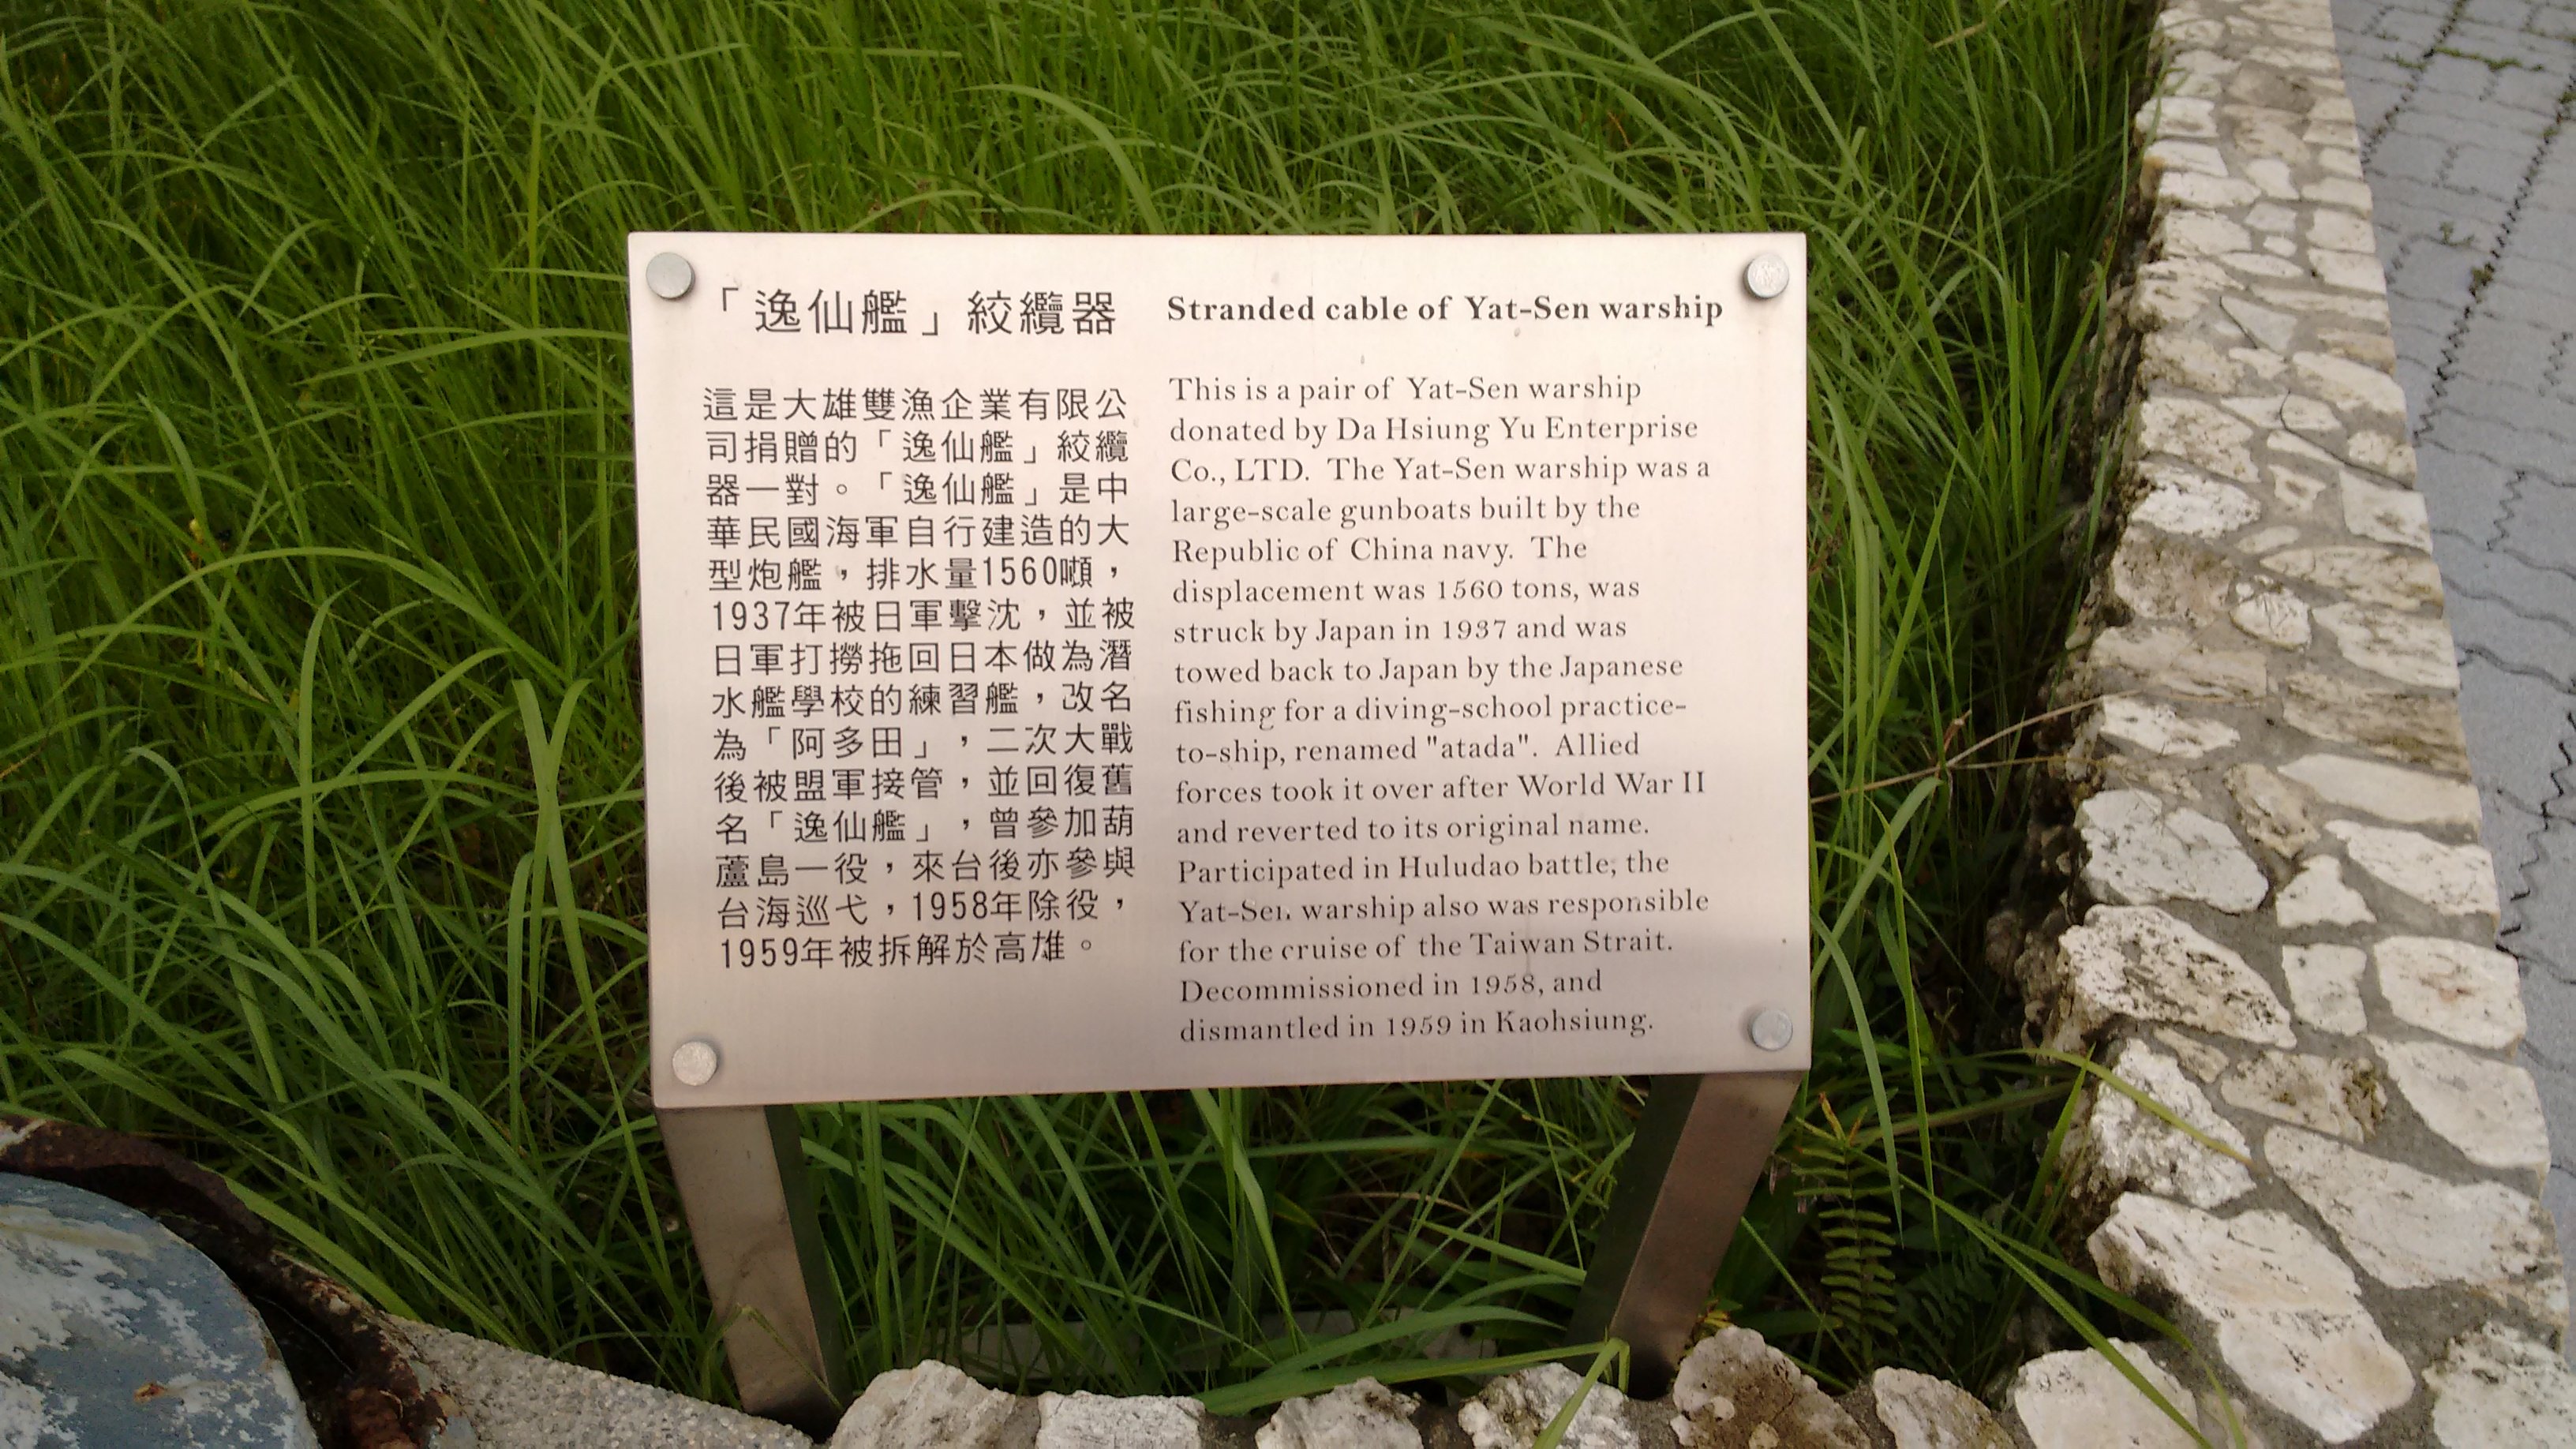 「逸仙艦」絞纜器
這是大雄雙漁企業有限公
司捐贈的「逸仙艦」絞纜
器一對。「逸仙艦」是中
華民國海軍自行建造的大
型炮艦，排水量1560噸，
1937年被日軍擊沈，並被
日軍打撈拖回日本做為潛
水艦學校的練習艦，改名
為「阿多田」，二次大戰
後被盟軍接管，並回復舊
名「逸仙艦」，曾參加葫
蘆島一役，來台後亦參與
台海巡弋，1958年除役，
1959年被拆解於高雄。
Stranded cable of Yat-Sen warship
This is a pair of Yat-Sen warship
donated by Da Hsiung Yu Enterprise
Co., LTD. The Yat-Sen warship was a
large-scale gunboats built by the
Republic of China navy. The
displacement was 1560 tons, was
struck by Japan in 1937 and was
towed back to Japan by the Japanese
fishing for a diving-school practice-
to-ship, renamed "atada". Allied
forces took it over after World War II
and reverted to its original name.
Participated in Huludao battle, the
Yat-Sen warship also was responsible
for the cruise of the Taiwan Strait.
Decommissioned in 1958, and
dismantled in 1959 in Kaohsiung.